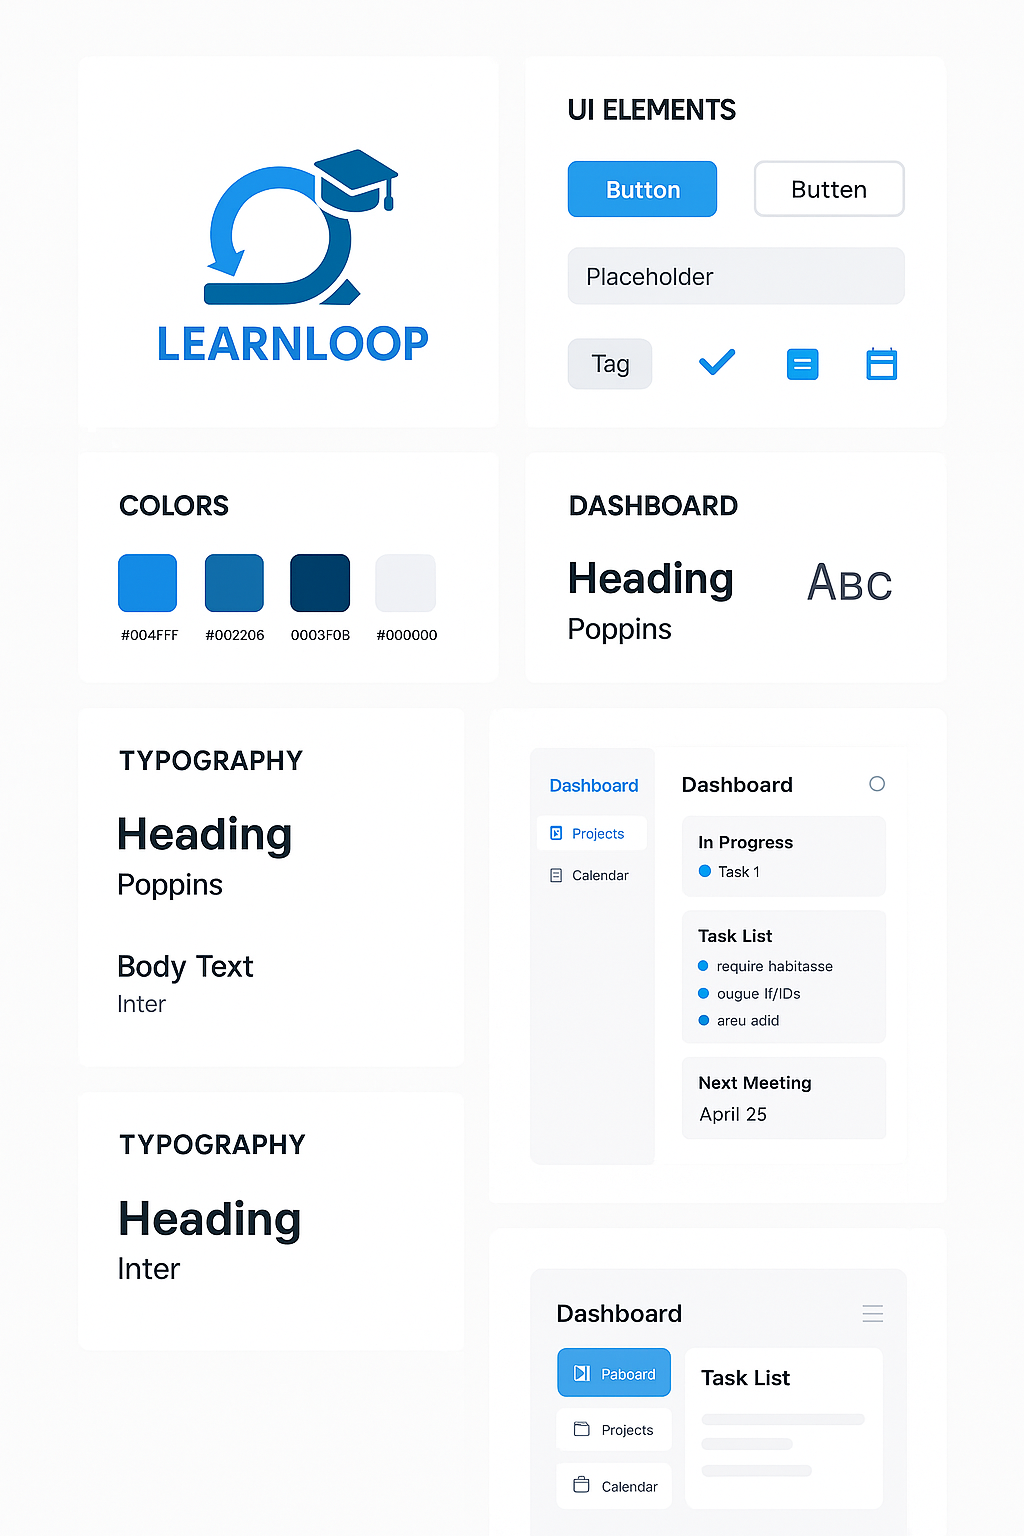 LEARNLOOP
UI ELEMENTS
Button
Butten
Placeholder
Tag
COLORS
#004FFF #002206 0003F0B #000000
DASHBOARD
Heading
ABC
Poppins
TYPOGRAPHY
Heading
Poppins
Body Text
Inter
Dashboard
Projects
Calendar
Dashboard
In Progress
Task 1
Task List
require habitasse
ougue If/IDs
areu adid
Next Meeting
April 25
TYPOGRAPHY
Heading
Inter
Dashboard
Paboard
Projects
Calendar
Task List